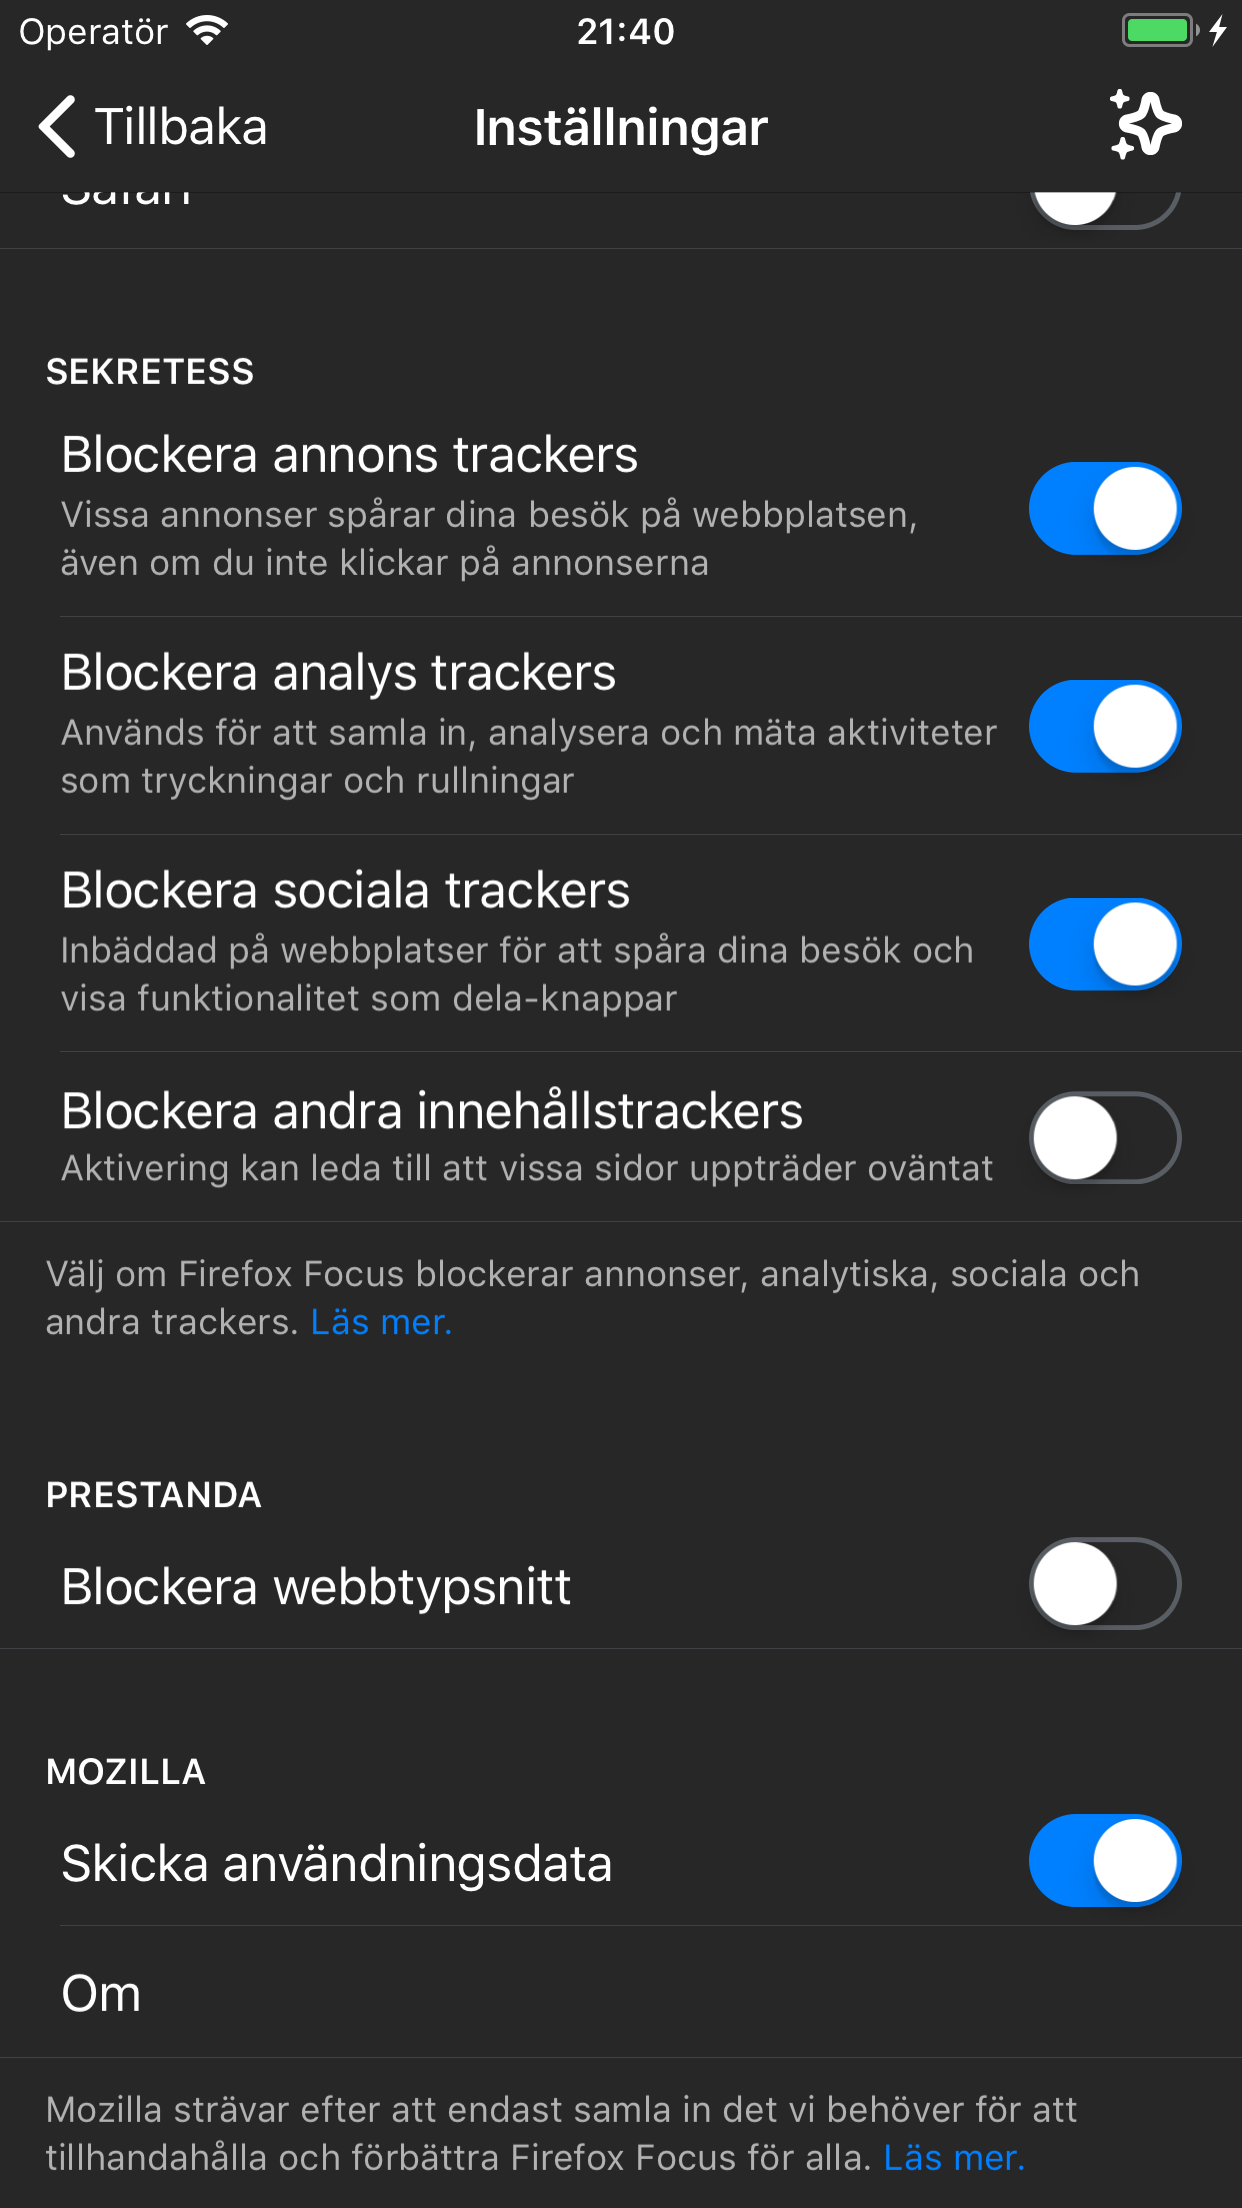 Operatör
21:40
Tillbaka
Inställningar
Safari
SEKRETESS
Blockera annons trackers
Vissa annonser spårar dina besök på webbplatsen,
även om du inte klickar på annonserna
Blockera analys trackers
Används för att samla in, analysera och mäta aktiviteter
som tryckningar och rullningar
Blockera sociala trackers
Inbäddad på webbplatser för att spåra dina besök och
visa funktionalitet som dela-knappar
Blockera andra innehållstrackers
Aktivering kan leda till att vissa sidor uppträder oväntat
Välj om Firefox Focus blockerar annonser, analytiska, sociala och
andra trackers. Läs mer.
PRESTANDA
Blockera webbtypsnitt
MOZILLA
Skicka användningsdata
Om
Mozilla strävar efter att endast samla in det vi behöver för att
tillhandahålla och förbättra Firefox Focus för alla. Läs mer.